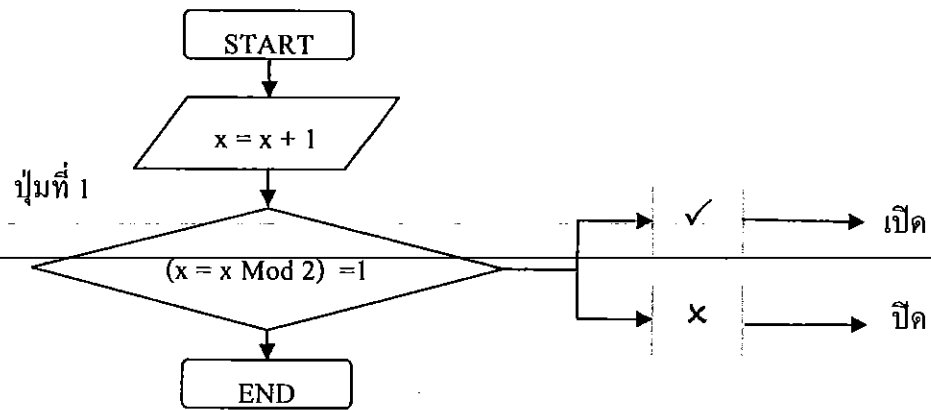 START
x = x + 1
ปุ่มที่ 1
✓ เปิด
(x = x Mod 2) =1
x ปิด
END